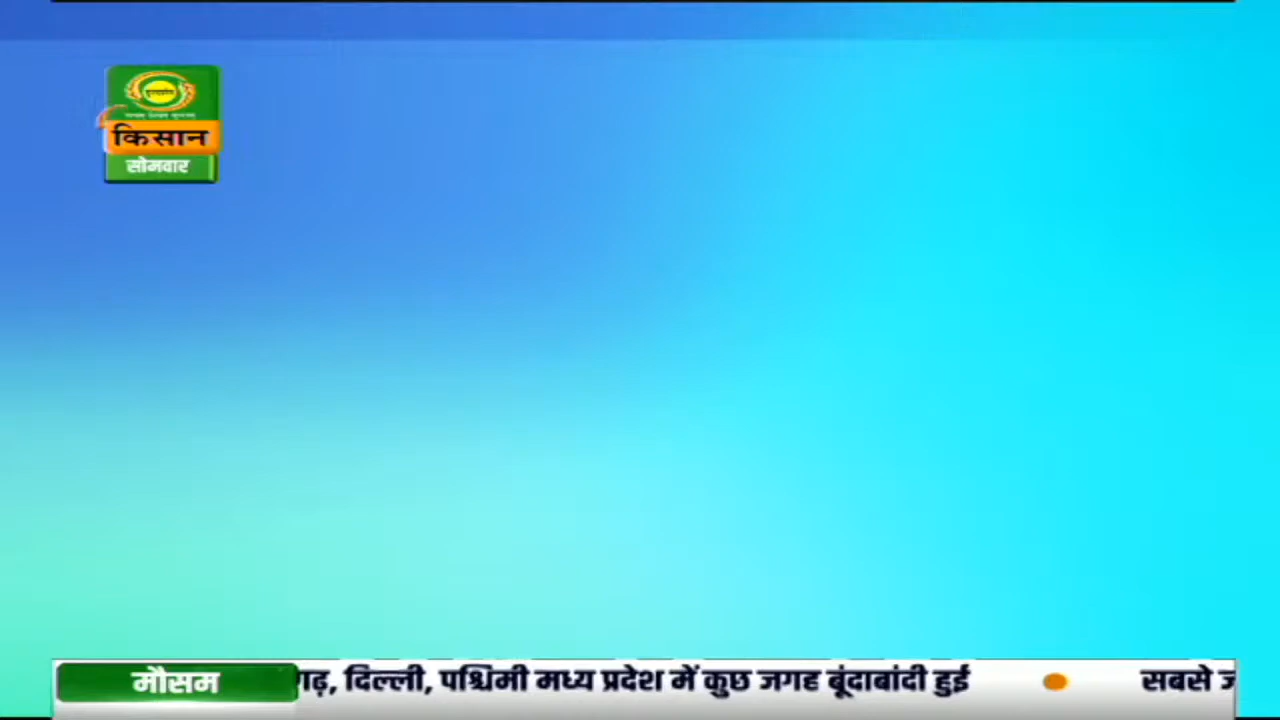 किसान
सोमवार
मौसम
दिल्ली, पश्चिमी मध्य प्रदेश में कुछ जगह बूंदाबांदी हुई
सबसे